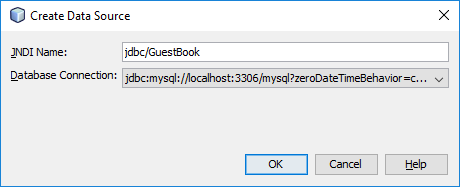 Create Data Source
JNDI Name:
jdbc/GuestBook
Database Connection:
jdbc:mysql://localhost:3306/mysql?zeroDateTimeBehavior=c...
OK
Cancel
Help